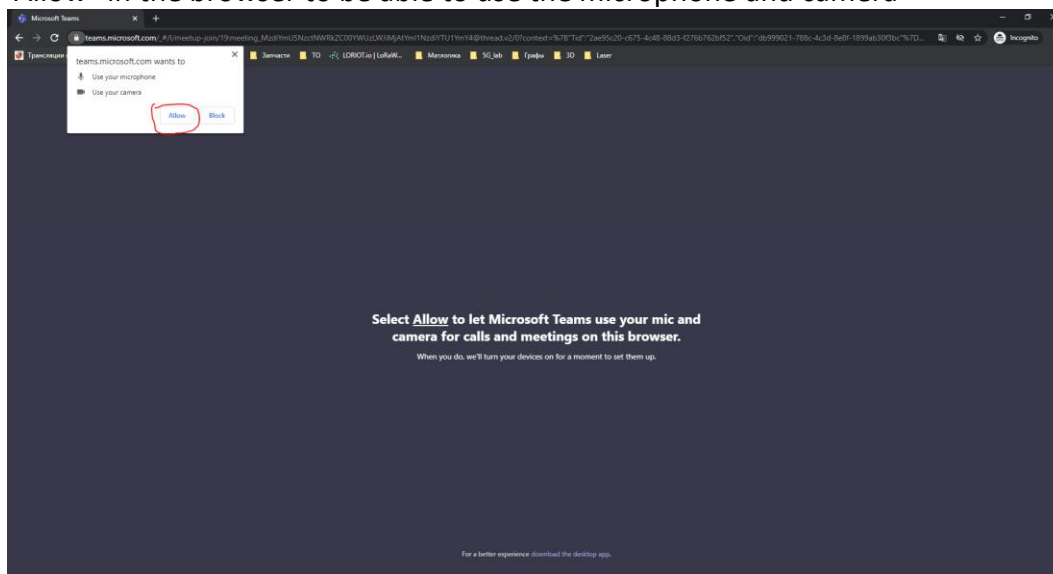 "Allow" in the browser to be able to use the microphone and camera
Microsoft Teams
Incognito
teams.microsoft.com wants to
Use your microphone
Use your camera
Allow Block
Запчасти ТО LORIOT.io | LoRaW... 5G_lab Графы 3D Laser
Select Allow to let Microsoft Teams use your mic and
camera for calls and meetings on this browser.
When you do, we'll turn your devices on for a moment to set them up.
For a better experience download the desktop app.